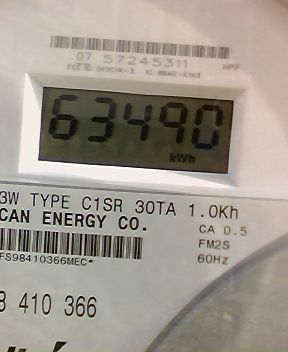 07 57245311
63490
kWh
3W TYPE C1SR 30TA 1.0Kh
CAN ENERGY CO.
CA 0.5
FM2S
FS98410366MEC*
60Hz
8 410 366